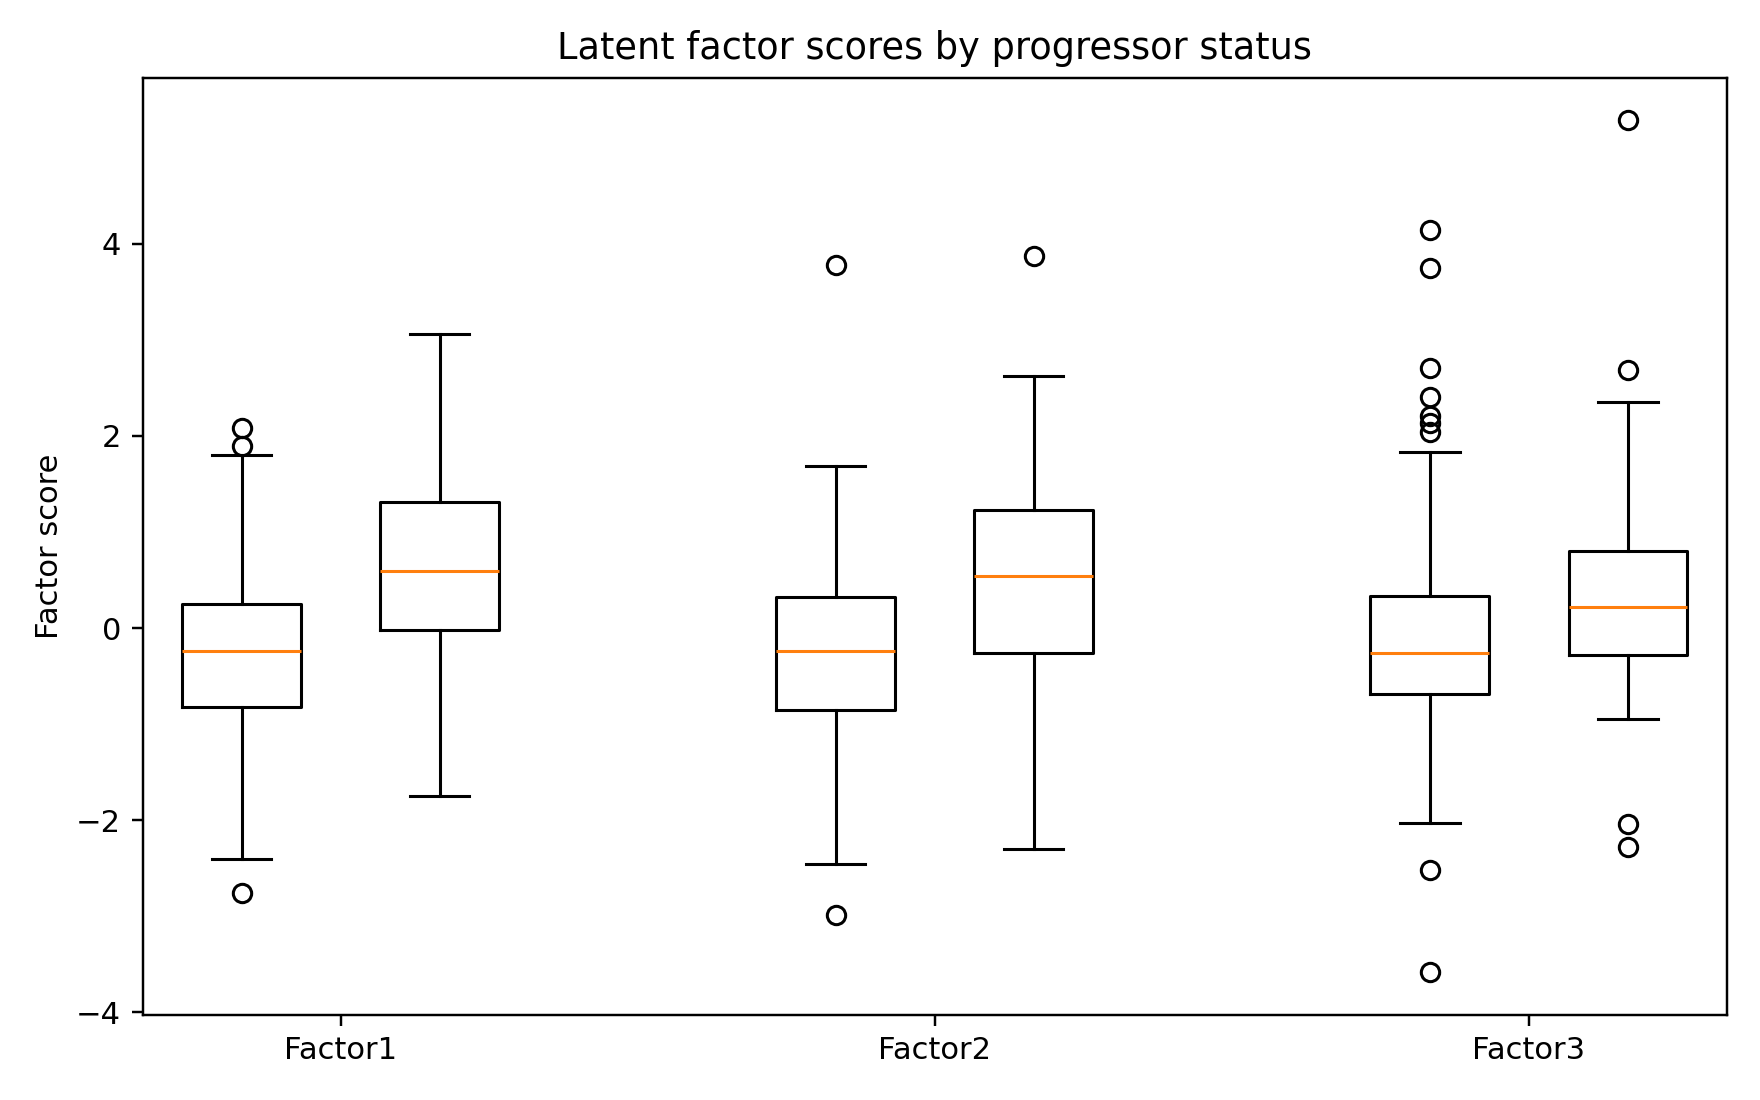 Latent factor scores by progressor status
Factor score
4
2
0
−2
−4
Factor1
Factor2
Factor3